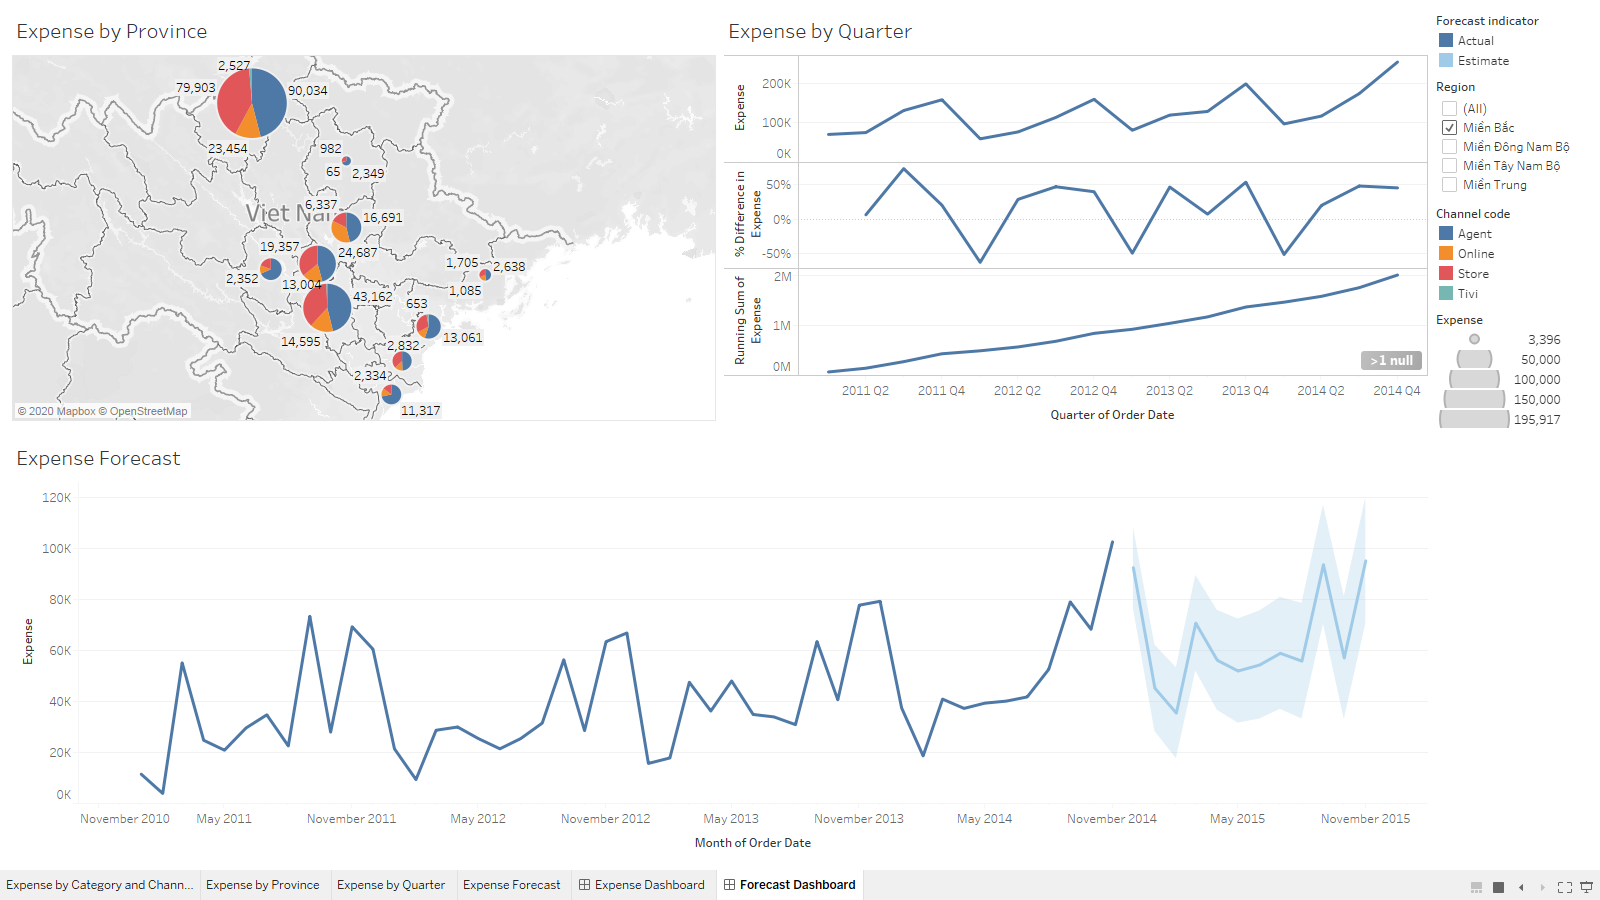 Expense by Province
2,527
79,903
90,034
23,454
982
65
2,349
Viet Nam
6,337
16,691
19,357
24,687
2,352
13,004
43,162
14,595
1,705
2,638
1,085
653
13,061
2,832
2,334
11,317
© 2020 Mapbox © OpenStreetMap
Expense by Quarter
Expense
200K
100K
0K
% Difference in
Expense
50%
0%
-50%
Running Sum of
Expense
2M
1M
0M
>1 null
2011 Q2
2011 Q4
2012 Q2
2012 Q4
2013 Q2
2013 Q4
2014 Q2
2014 Q4
Quarter of Order Date
Forecast indicator
Actual
Estimate
Region
(All)
Miền Bắc
Miền Đông Nam Bộ
Miền Tây Nam Bộ
Miền Trung
Channel code
Agent
Online
Store
Tivi
Expense
3,396
50,000
100,000
150,000
195,917
Expense Forecast
Expense
120K
100K
80K
60K
40K
20K
0K
November 2010
May 2011
November 2011
May 2012
November 2012
May 2013
November 2013
May 2014
November 2014
May 2015
November 2015
Month of Order Date
Expense by Category and Chann...
Expense by Province
Expense by Quarter
Expense Forecast
Expense Dashboard
Forecast Dashboard